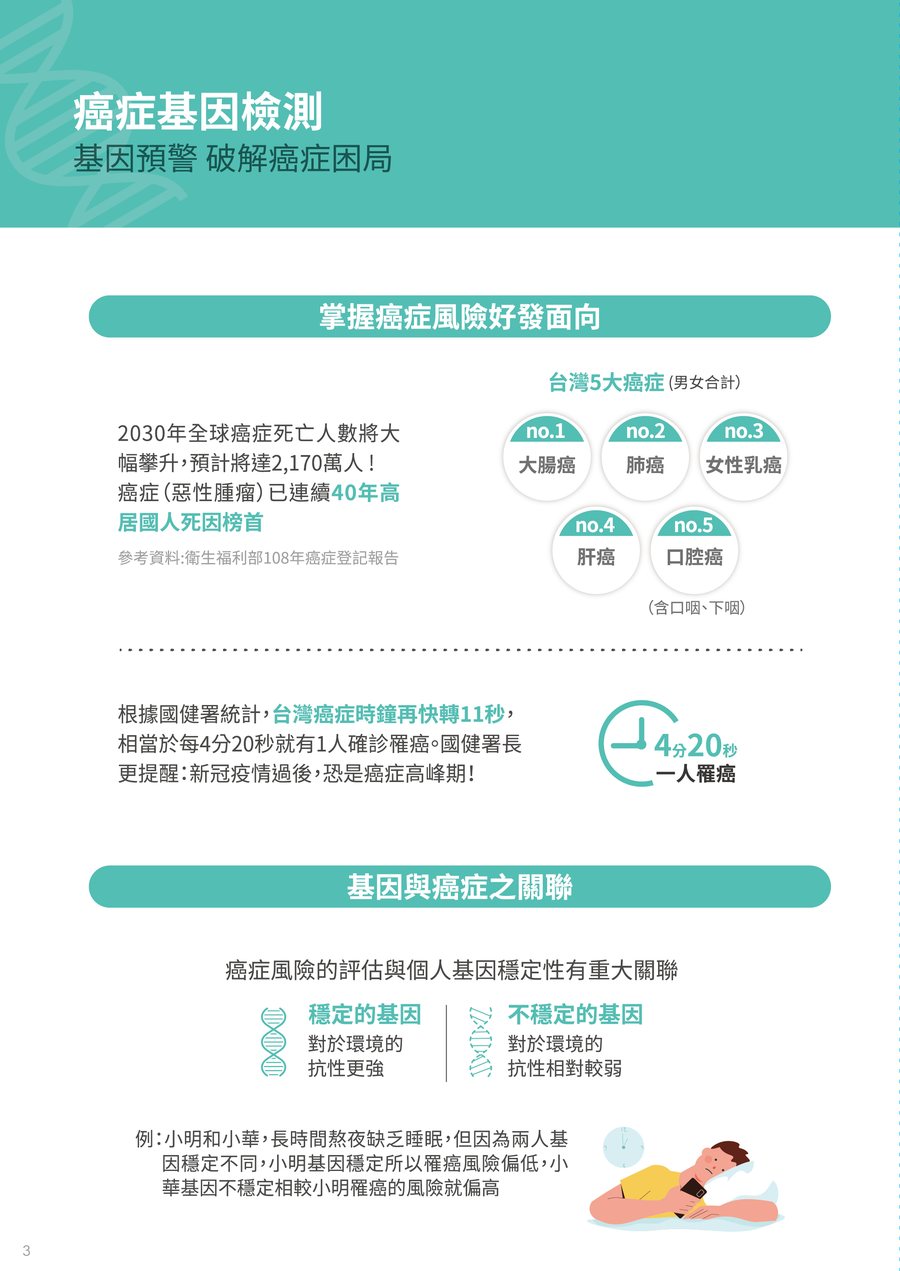 癌症基因檢測
基因預警 破解癌症困局
掌握癌症風險好發面向
2030年全球癌症死亡人數將大
幅攀升，預計將達2,170萬人！
癌症（惡性腫瘤）已連續40年高
居國人死因榜首
參考資料:衛生福利部108年癌症登記報告
台灣5大癌症 (男女合計)
no.1
大腸癌
no.2
肺癌
no.3
女性乳癌
no.4
肝癌
no.5
口腔癌
（含口咽、下咽）
根據國健署統計，台灣癌症時鐘再快轉11秒，
相當於每4分20秒就有1人確診罹癌。國健署長
更提醒：新冠疫情過後，恐是癌症高峰期！
4分20秒
一人罹癌
基因與癌症之關聯
癌症風險的評估與個人基因穩定性有重大關聯
穩定的基因
對於環境的
抗性更強
不穩定的基因
對於環境的
抗性相對較弱
例：小明和小華，長時間熬夜缺乏睡眠，但因為兩人基
因穩定不同，小明基因穩定所以罹癌風險偏低，小
華基因不穩定相較小明罹癌的風險就偏高
3